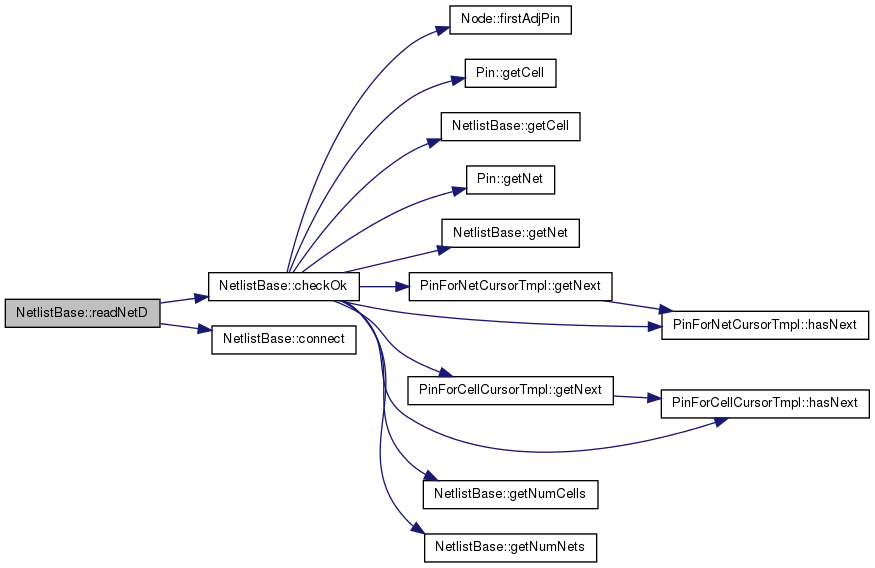 Node::firstAdjPin
Pin::getCell
NetlistBase::getCell
Pin::getNet
NetlistBase::getNet
NetlistBase::checkOk
PinForNetCursorTmpl::getNext
NetlistBase::readNetD
PinForNetCursorTmpl::hasNext
NetlistBase::connect
PinForCellCursorTmpl::getNext
PinForCellCursorTmpl::hasNext
NetlistBase::getNumCells
NetlistBase::getNumNets